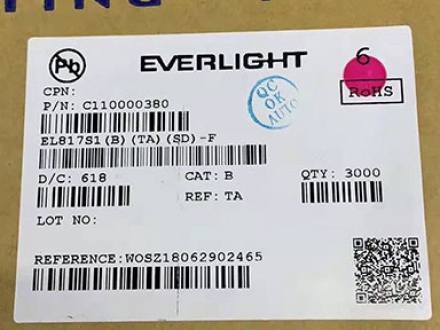 Pb
EVERLIGHT
6
RoHS
CPN:
P/N: C110000380
QC
OK
AUTO
EL817S1(B)(TA)(SD)-F
D/C: 618
CAT: B
QTY: 3000
REF: TA
LOT NO:
REFERENCE:WOSZ18062902465